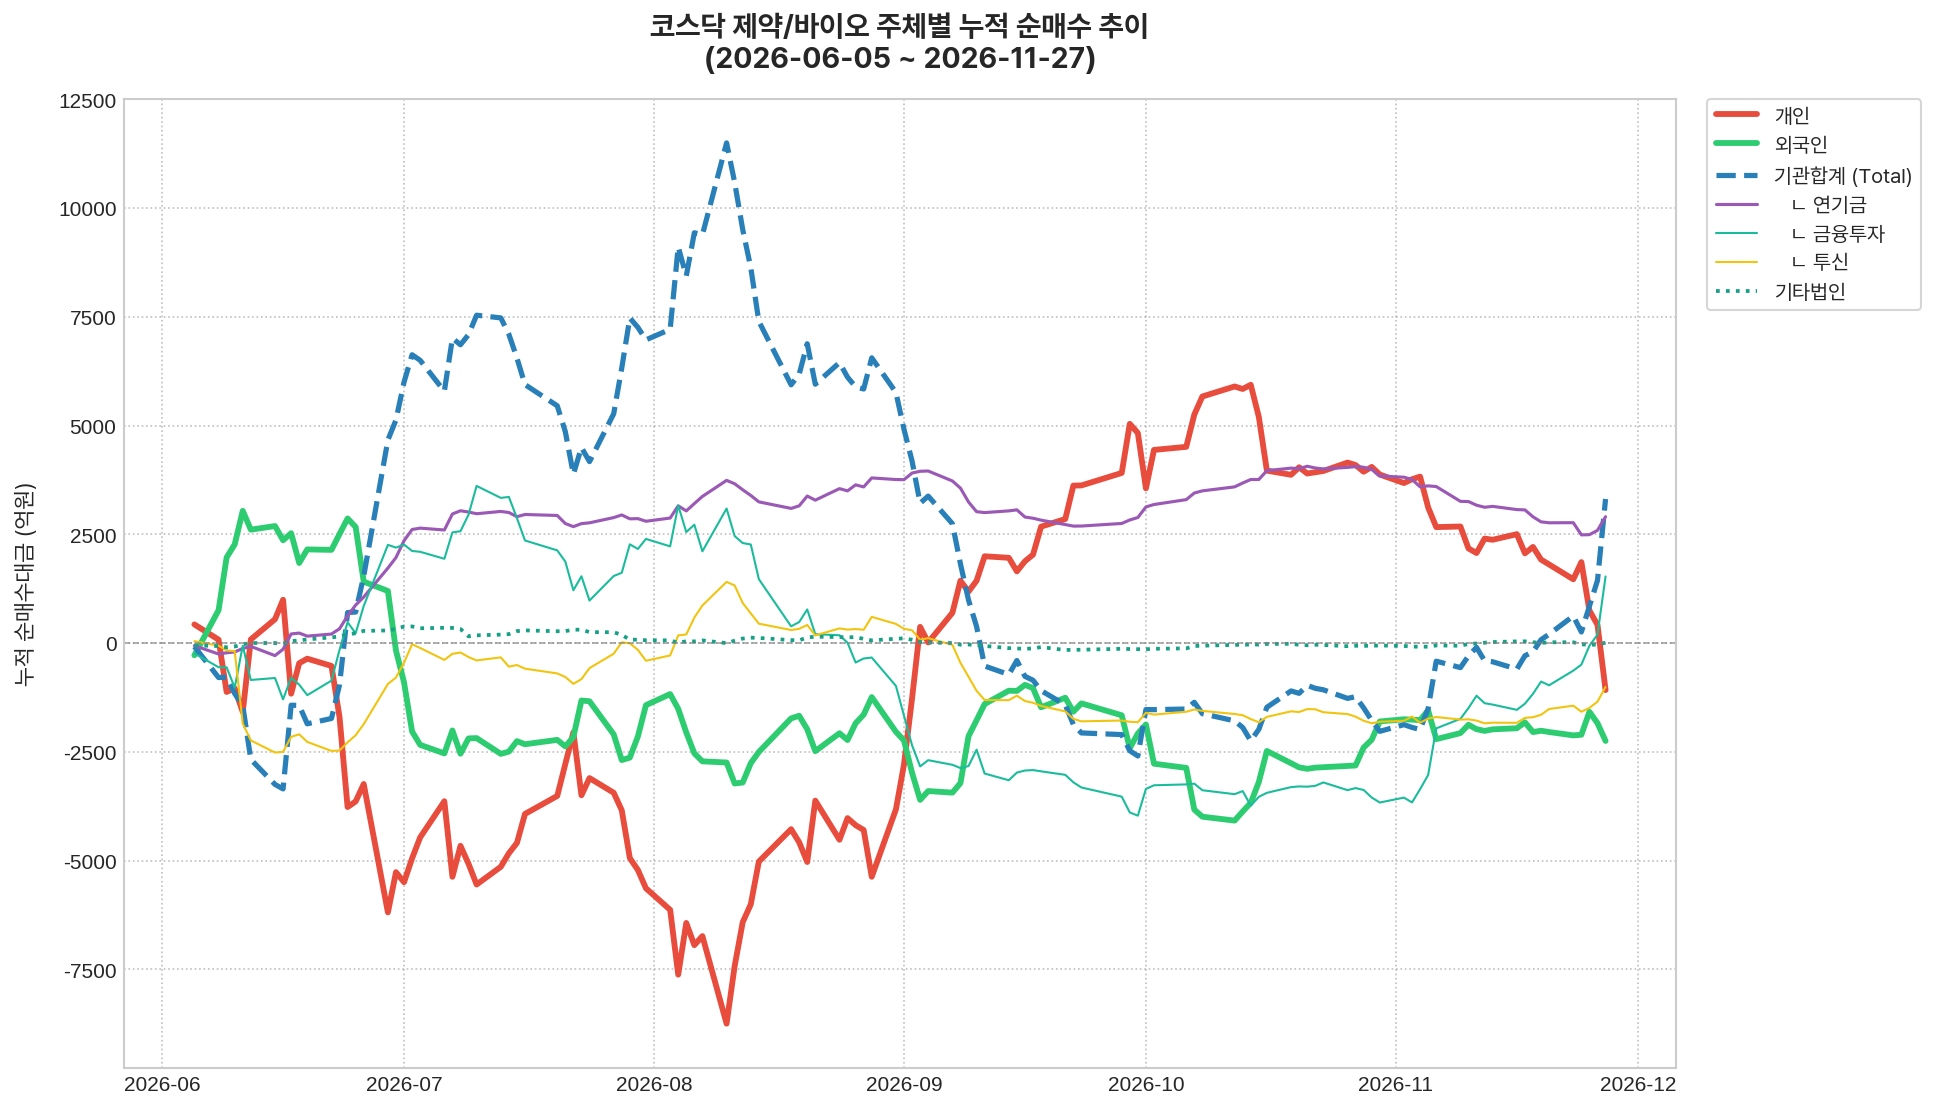 코스닥 제약/바이오 주체별 누적 순매수 추이
(2026-06-05 ~ 2026-11-27)
누적 순매수대금 (억원)
12500
10000
7500
5000
2500
0
-2500
-5000
-7500
2026-06
2026-07
2026-08
2026-09
2026-10
2026-11
2026-12
개인
외국인
기관합계 (Total)
ㄴ 연기금
ㄴ 금융투자
ㄴ 투신
기타법인